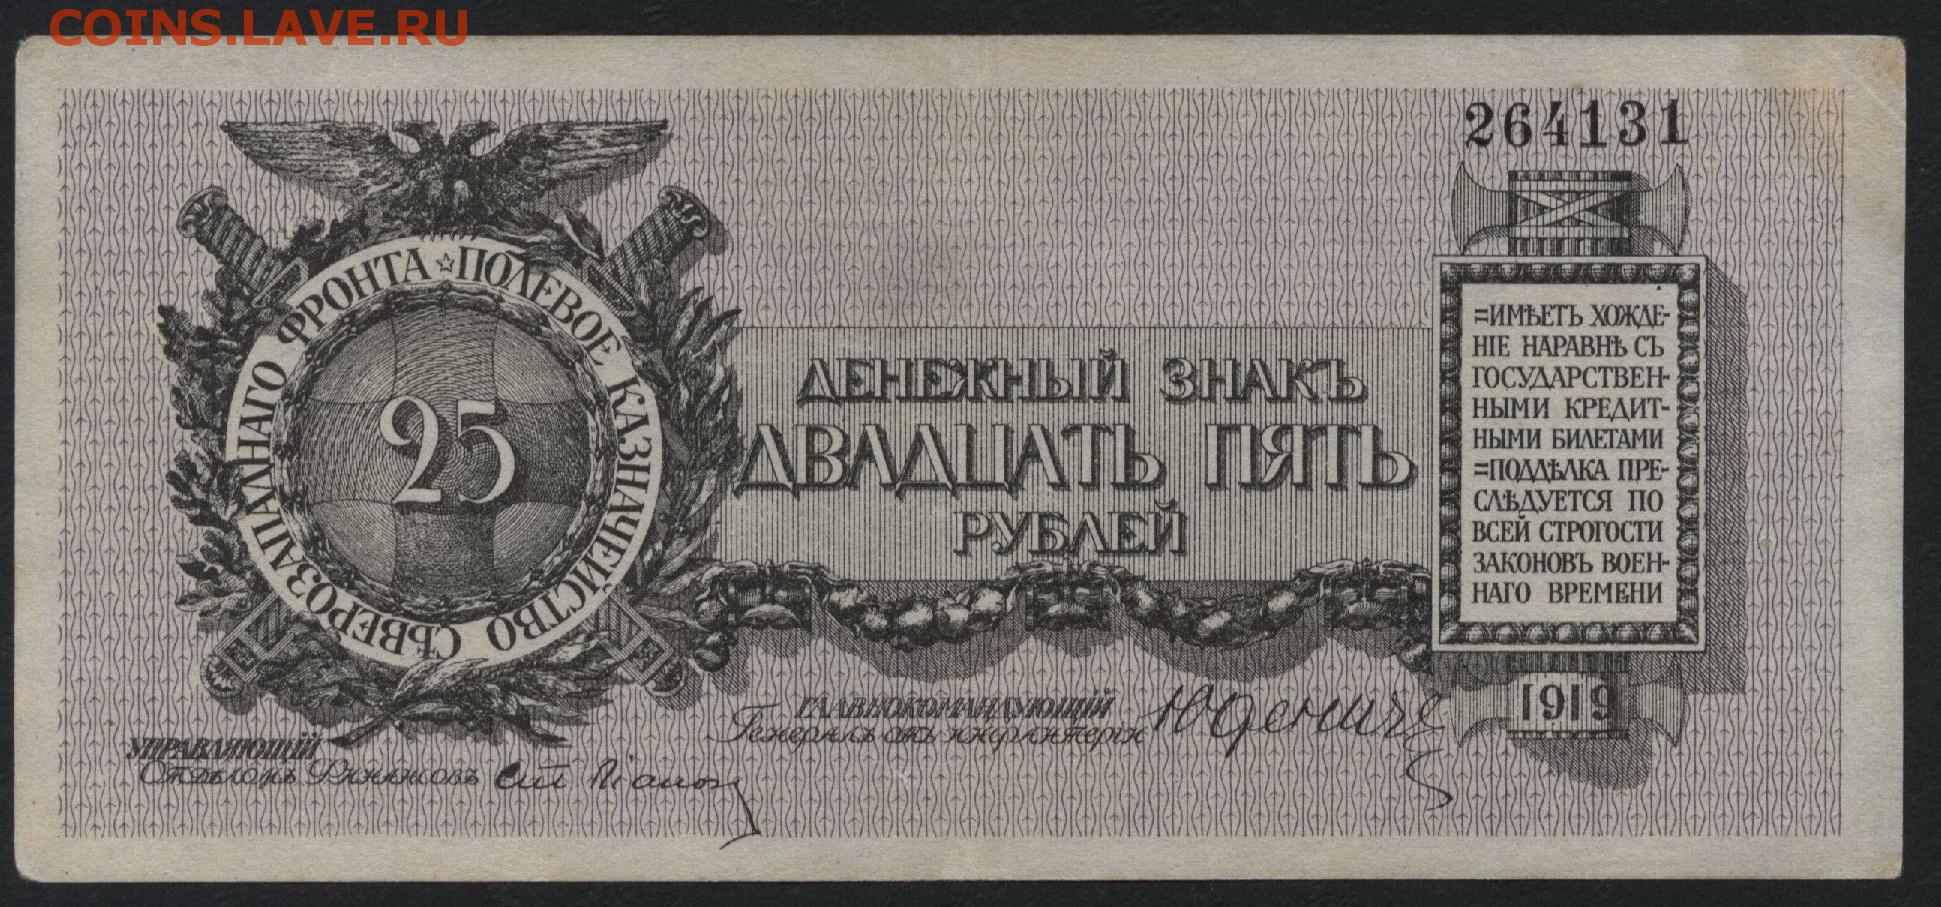 COINS.LAVE.RU
264131
ПОЛЕВОЕ КАЗНАЧЕЙСТВО СѢВЕРОЗАПАДНАГО ФРОНТА
25
ДЕНЕЖНЫЙ ЗНАКЪ
ДВАДЦАТЬ ПЯТЬ
РУБЛЕЙ
=ИМѢЕТЪ ХОЖДЕ-
НІЕ НАРАВНѢ СЪ
ГОСУДАРСТВЕН-
НЫМИ КРЕДИТ-
НЫМИ БИЛЕТАМИ
=ПОДДѢЛКА ПРЕ-
СЛѢДУЕТСЯ ПО
ВСЕЙ СТРОГОСТИ
ЗАКОНОВЪ ВОЕН-
НАГО ВРЕМЕНИ
1919
ГЛАВНОКОМАНДУЮЩІЙ
Генералъ отъ инфантеріи Юденичъ
УПРАВЛЯЮЩІЙ
Отдѣломъ Финансовъ